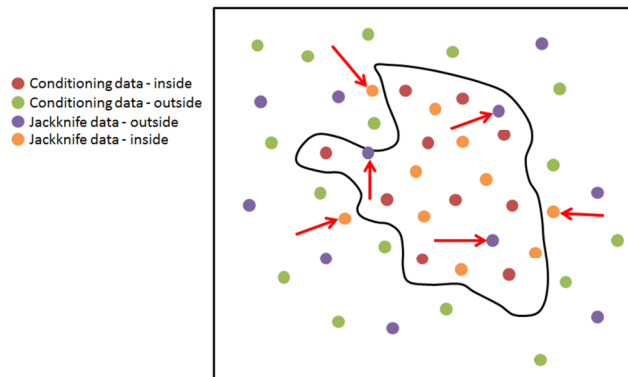 Conditioning data - inside
Conditioning data - outside
Jackknife data - outside
Jackknife data - inside